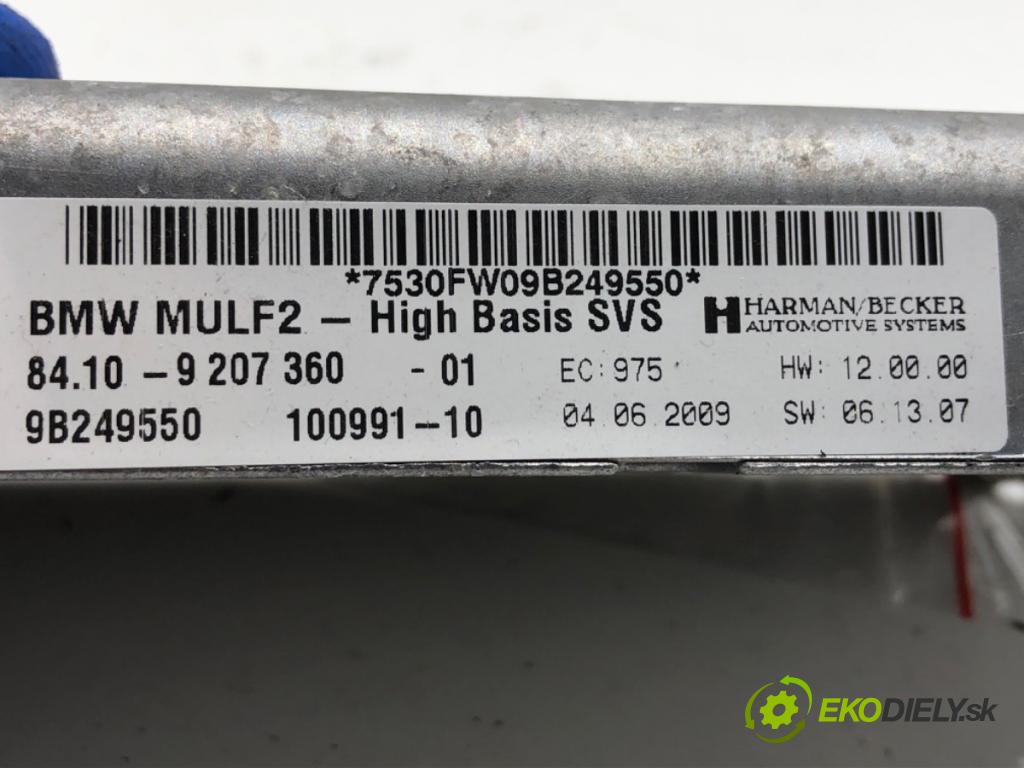 *7530FW09B249550*
BMW MULF2 – High Basis SVS
HARMAN/BECKER
AUTOMOTIVE SYSTEMS
84.10 – 9 207 360 - 01 EC: 975 HW: 12.00.00
9B249550 100991–10 04.06.2009 SW: 06.13.07
EKODIELY.sk